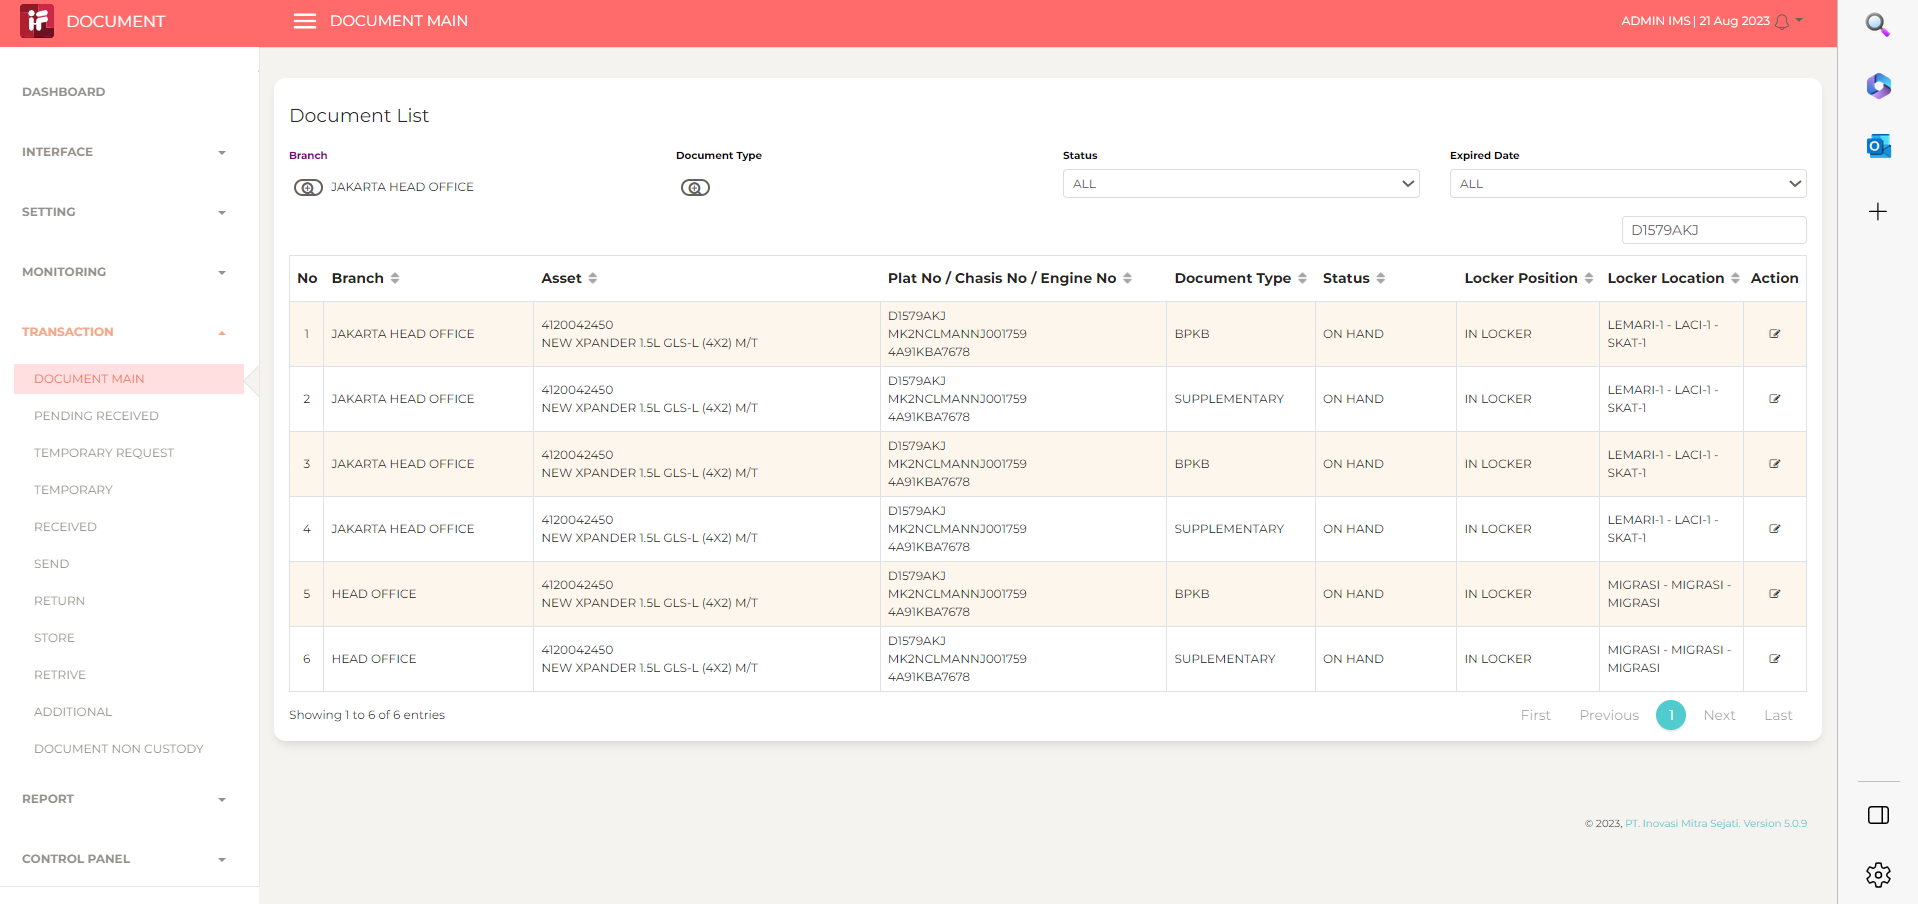 iF DOCUMENT
DOCUMENT MAIN
ADMIN IMS | 21 Aug 2023
DASHBOARD
INTERFACE
SETTING
MONITORING
TRANSACTION
DOCUMENT MAIN
PENDING RECEIVED
TEMPORARY REQUEST
TEMPORARY
RECEIVED
SEND
RETURN
STORE
RETRIVE
ADDITIONAL
DOCUMENT NON CUSTODY
REPORT
CONTROL PANEL
Document List
Branch Document Type Status Expired Date
JAKARTA HEAD OFFICE ALL ALL
D1579AKJ
No Branch Asset Plat No / Chasis No / Engine No Document Type Status Locker Position Locker Location Action
1 JAKARTA HEAD OFFICE 4120042450
NEW XPANDER 1.5L GLS-L (4X2) M/T
D1579AKJ
MK2NCLMANNJ001759
4A91KBA7678
BPKB ON HAND IN LOCKER LEMARI-1 - LACI-1 -
SKAT-1
2 JAKARTA HEAD OFFICE 4120042450
NEW XPANDER 1.5L GLS-L (4X2) M/T
D1579AKJ
MK2NCLMANNJ001759
4A91KBA7678
SUPPLEMENTARY ON HAND IN LOCKER LEMARI-1 - LACI-1 -
SKAT-1
3 JAKARTA HEAD OFFICE 4120042450
NEW XPANDER 1.5L GLS-L (4X2) M/T
D1579AKJ
MK2NCLMANNJ001759
4A91KBA7678
BPKB ON HAND IN LOCKER LEMARI-1 - LACI-1 -
SKAT-1
4 JAKARTA HEAD OFFICE 4120042450
NEW XPANDER 1.5L GLS-L (4X2) M/T
D1579AKJ
MK2NCLMANNJ001759
4A91KBA7678
SUPPLEMENTARY ON HAND IN LOCKER LEMARI-1 - LACI-1 -
SKAT-1
5 HEAD OFFICE 4120042450
NEW XPANDER 1.5L GLS-L (4X2) M/T
D1579AKJ
MK2NCLMANNJ001759
4A91KBA7678
BPKB ON HAND IN LOCKER MIGRASI - MIGRASI -
MIGRASI
6 HEAD OFFICE 4120042450
NEW XPANDER 1.5L GLS-L (4X2) M/T
D1579AKJ
MK2NCLMANNJ001759
4A91KBA7678
SUPLEMENTARY ON HAND IN LOCKER MIGRASI - MIGRASI -
MIGRASI
Showing 1 to 6 of 6 entries
First Previous 1 Next Last
© 2023, PT. Inovasi Mitra Sejati. Version 5.0.9